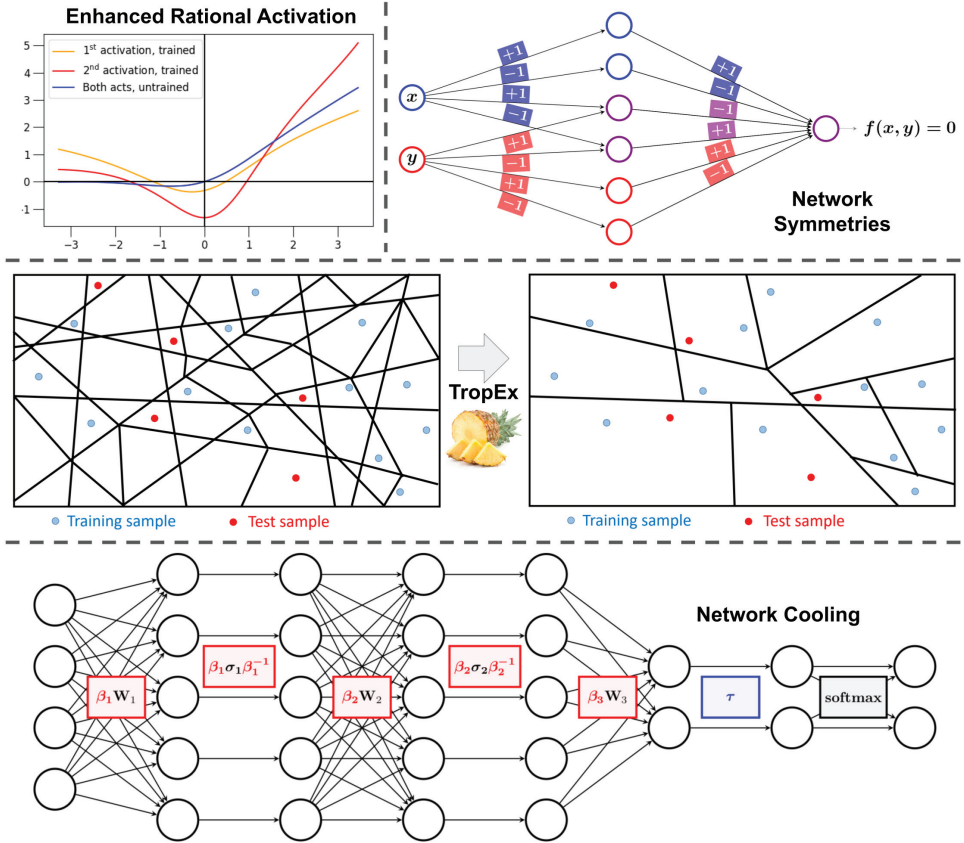 Enhanced Rational Activation
1st activation, trained
2nd activation, trained
Both acts, untrained
5
4
3
2
1
0
-1
−3
−2
−1
0
1
2
3
x
y
+1
−1
+1
−1
+1
−1
+1
−1
+1
−1
−1
+1
+1
−1
f(x, y) = 0
Network
Symmetries
TropEx
Training sample
Test sample
Training sample
Test sample
Network Cooling
β₁W₁
β₁σ₁β₁⁻¹
β₂W₂
β₂σ₂β₂⁻¹
β₃W₃
τ
softmax